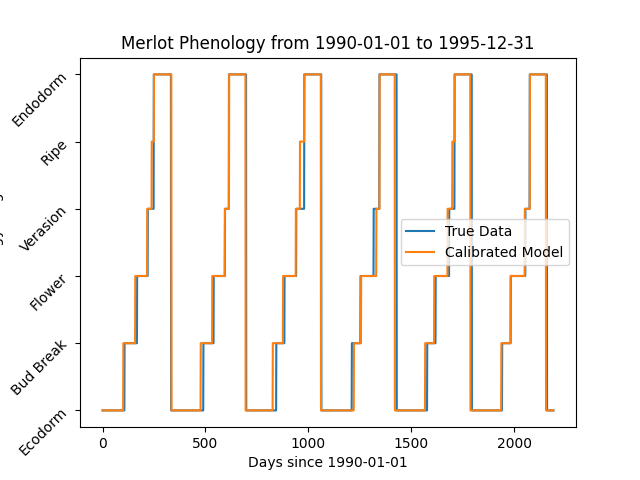 Merlot Phenology from 1990-01-01 to 1995-12-31
Endodorm
Ripe
Verasion
Flower
Bud Break
Ecodorm
True Data
Calibrated Model
0 500 1000 1500 2000
Days since 1990-01-01